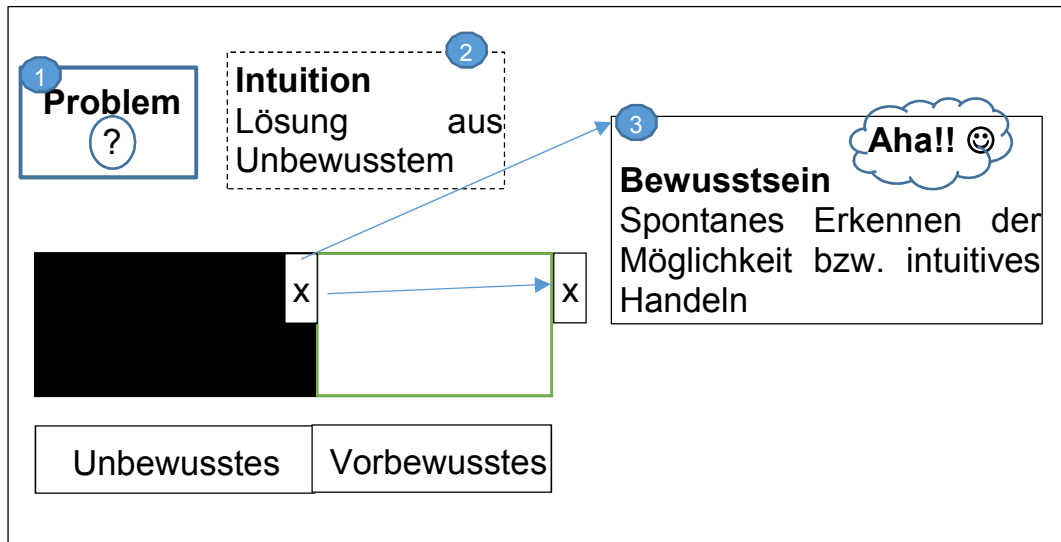 1
Problem
?
2
Intuition
Lösung aus
Unbewusstem
3
Aha!! ☺
Bewusstsein
Spontanes Erkennen der
Möglichkeit bzw. intuitives
Handeln
x
x
Unbewusstes
Vorbewusstes